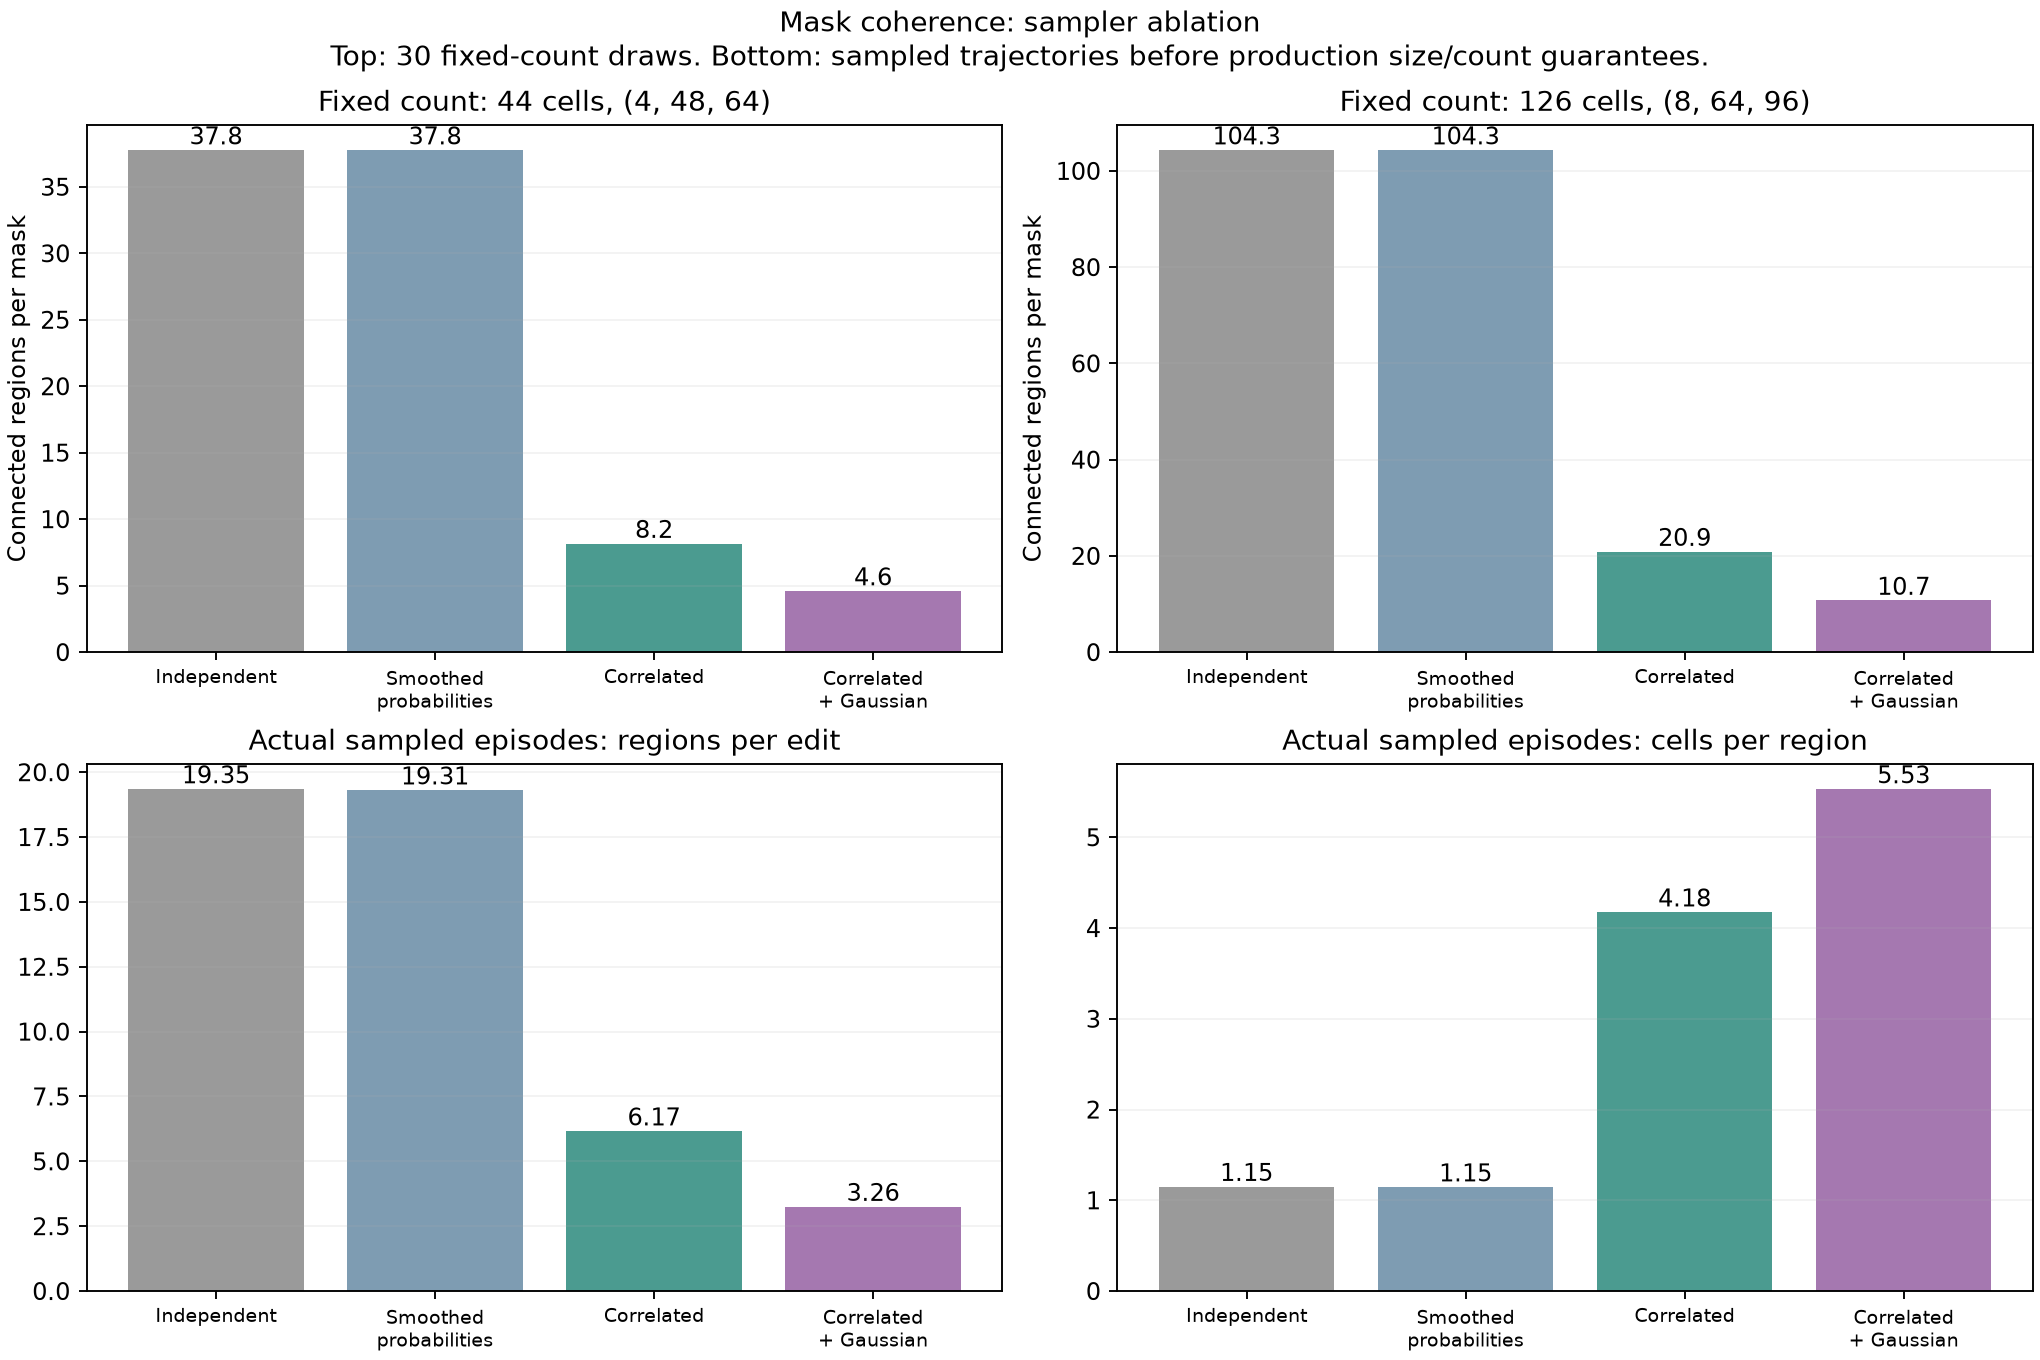 Mask coherence: sampler ablation
Top: 30 fixed-count draws. Bottom: sampled trajectories before production size/count guarantees.
Fixed count: 44 cells, (4, 48, 64)
Connected regions per mask
35
30
25
20
15
10
5
0
37.8
37.8
8.2
4.6
Independent
Smoothed
probabilities
Correlated
Correlated
+ Gaussian
Fixed count: 126 cells, (8, 64, 96)
Connected regions per mask
100
80
60
40
20
0
104.3
104.3
20.9
10.7
Independent
Smoothed
probabilities
Correlated
Correlated
+ Gaussian
Actual sampled episodes: regions per edit
20.0
17.5
15.0
12.5
10.0
7.5
5.0
2.5
0.0
19.35
19.31
6.17
3.26
Independent
Smoothed
probabilities
Correlated
Correlated
+ Gaussian
Actual sampled episodes: cells per region
5
4
3
2
1
0
1.15
1.15
4.18
5.53
Independent
Smoothed
probabilities
Correlated
Correlated
+ Gaussian